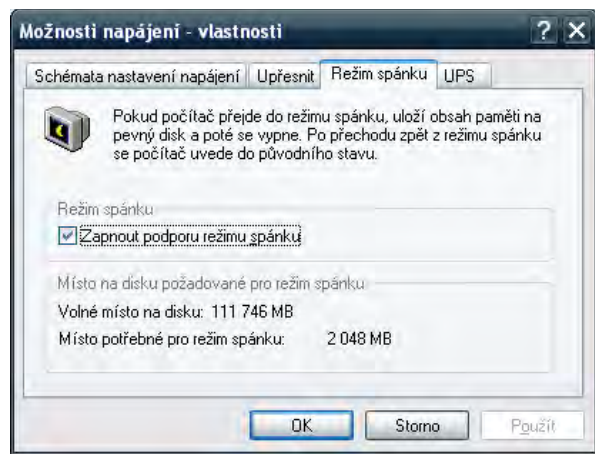 Možnosti napájení - vlastnosti
Schémata nastavení napájení Upřesnit Režim spánku UPS
Pokud počítač přejde do režimu spánku, uloží obsah paměti na
pevný disk a poté se vypne. Po přechodu zpět z režimu spánku
se počítač uvede do původního stavu.
Režim spánku
Zapnout podporu režimu spánku
Místo na disku požadované pro režim spánku
Volné místo na disku: 111 746 MB
Místo potřebné pro režim spánku: 2 048 MB
OK Storno Použít